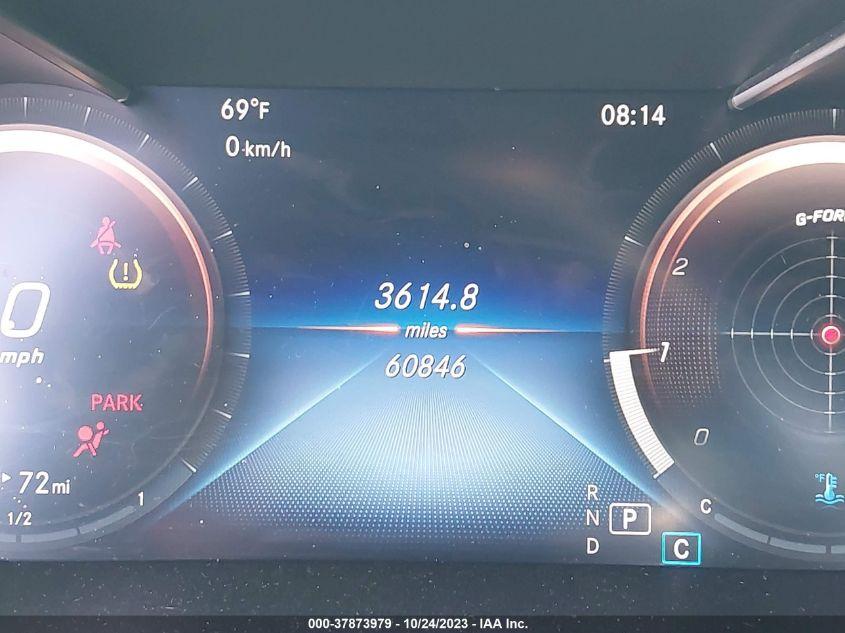 69°F
08:14
0 km/h
G-FOR
2
3614.8
0
miles
1
mph
60846
PARK
0
72 mi
°F
1
R
C
1/2
N
P
D
C
000-37873979 - 10/24/2023 - IAA Inc.